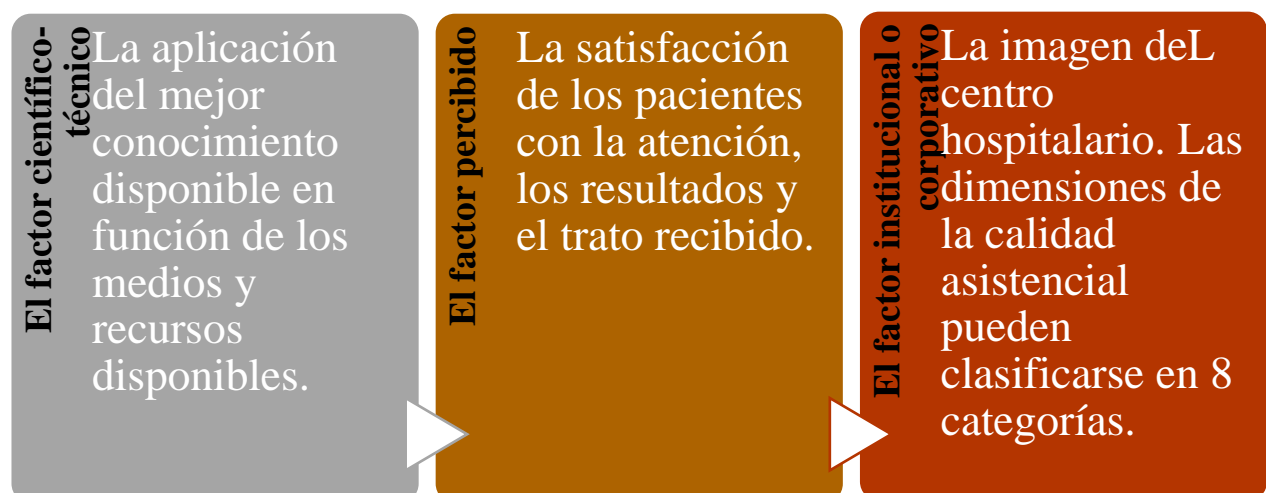 El factor científico-
técnico
La aplicación
del mejor
conocimiento
disponible en
función de los
medios y
recursos
disponibles.
El factor percibido
La satisfacción
de los pacientes
con la atención,
los resultados y
el trato recibido.
El factor institucional o
corporativo
La imagen deL
centro
hospitalario. Las
dimensiones de
la calidad
asistencial
pueden
clasificarse en 8
categorías.